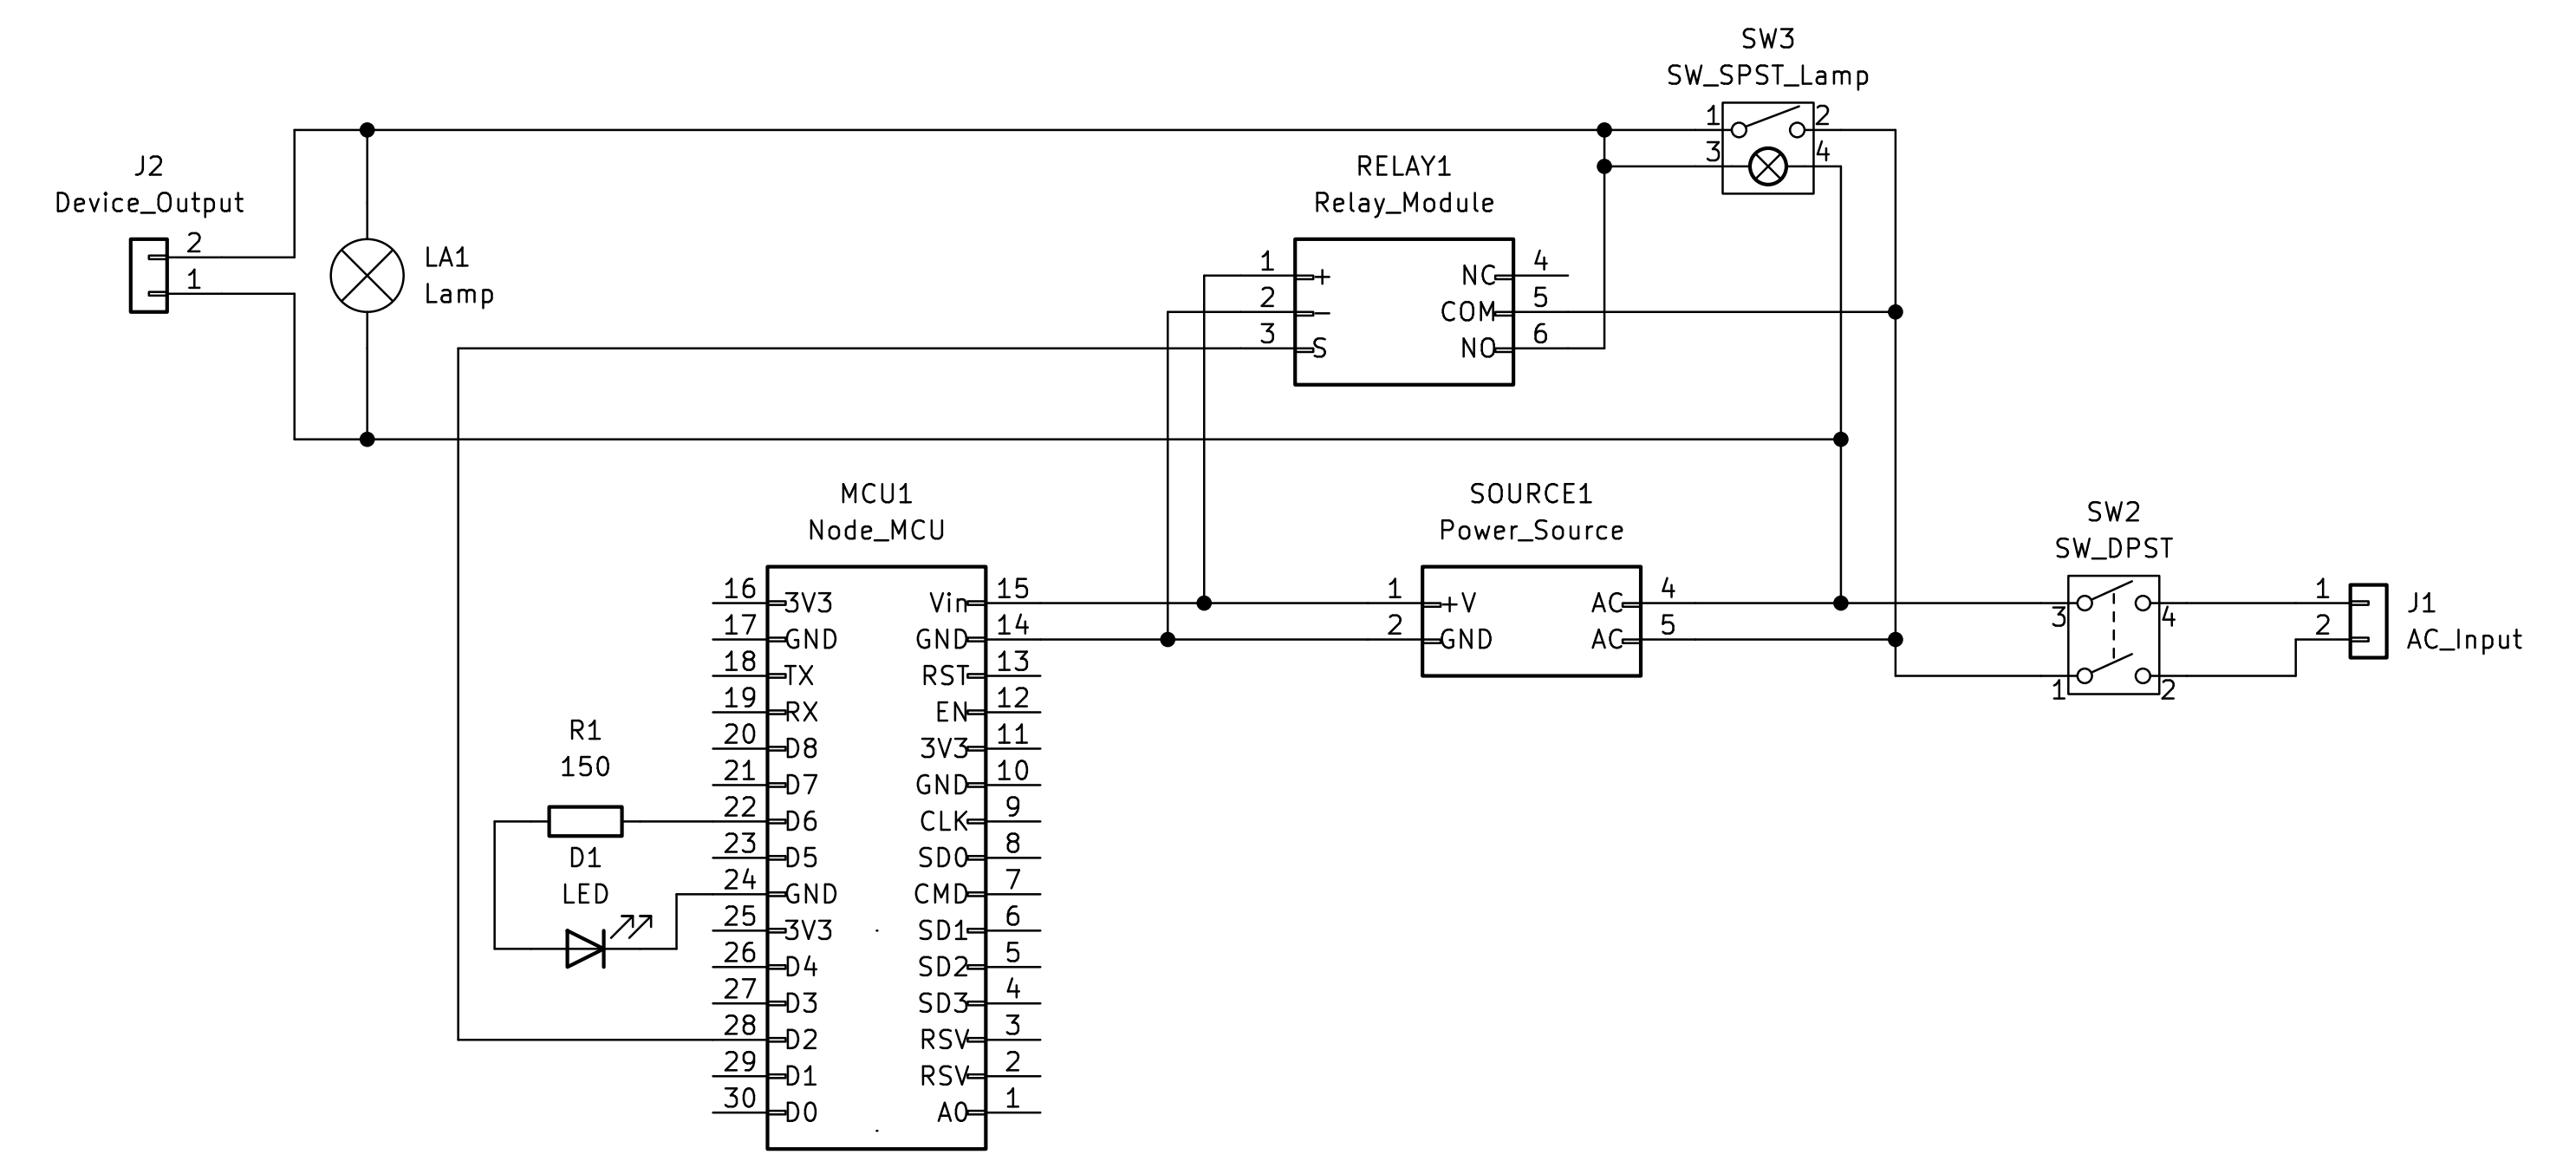 SW3
SW_SPST_Lamp
1 2
3 4
J2
Device_Output
2
1
LA1
Lamp
RELAY1
Relay_Module
1 + NC 4
2 - COM 5
3 S NO 6
MCU1
Node_MCU
16 3V3 Vin 15
17 GND GND 14
18 TX RST 13
19 RX EN 12
20 D8 3V3 11
21 D7 GND 10
22 D6 CLK 9
23 D5 SD0 8
24 GND CMD 7
25 3V3 SD1 6
26 D4 SD2 5
27 D3 SD3 4
28 D2 RSV 3
29 D1 RSV 2
30 D0 A0 1
R1
150
D1
LED
SOURCE1
Power_Source
1 +V AC 4
2 GND AC 5
SW2
SW_DPST
3 4
1 2
1
2
J1
AC_Input